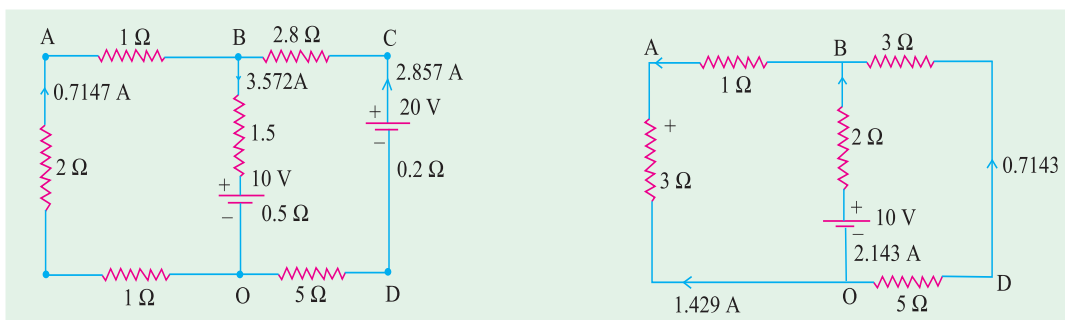 A
1 Ω
B
2.8 Ω
C
0.7147 A
3.572A
2.857 A
+
20 V
–
1.5
2 Ω
0.2 Ω
+
10 V
–
0.5 Ω
1 Ω
O
5 Ω
D
A
1 Ω
B
3 Ω
+
3 Ω
2 Ω
0.7143
+
10 V
–
2.143 A
1.429 A
O
5 Ω
D